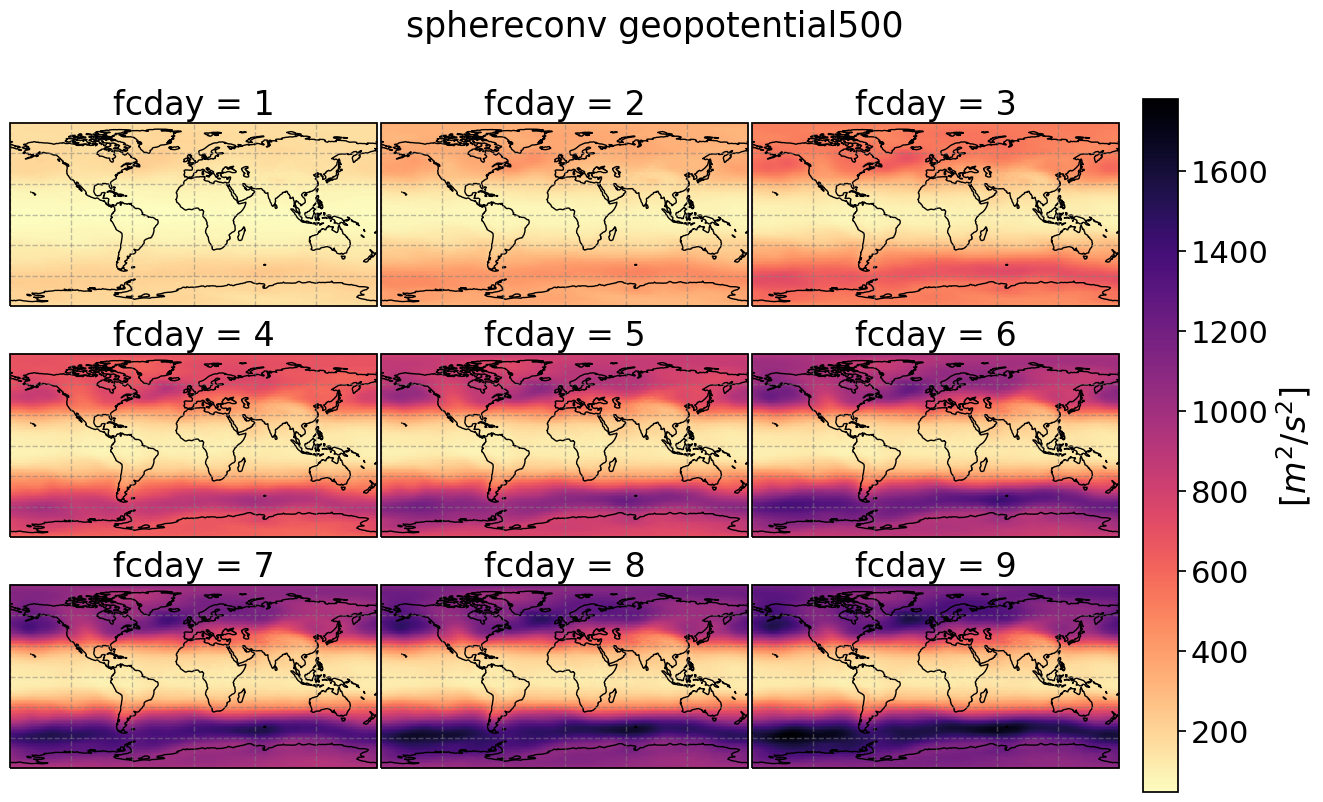 sphereconv geopotential500
fcday = 1
fcday = 2
fcday = 3
fcday = 4
fcday = 5
fcday = 6
fcday = 7
fcday = 8
fcday = 9
1600
1400
1200
1000
800
600
400
200
[m²/s²]